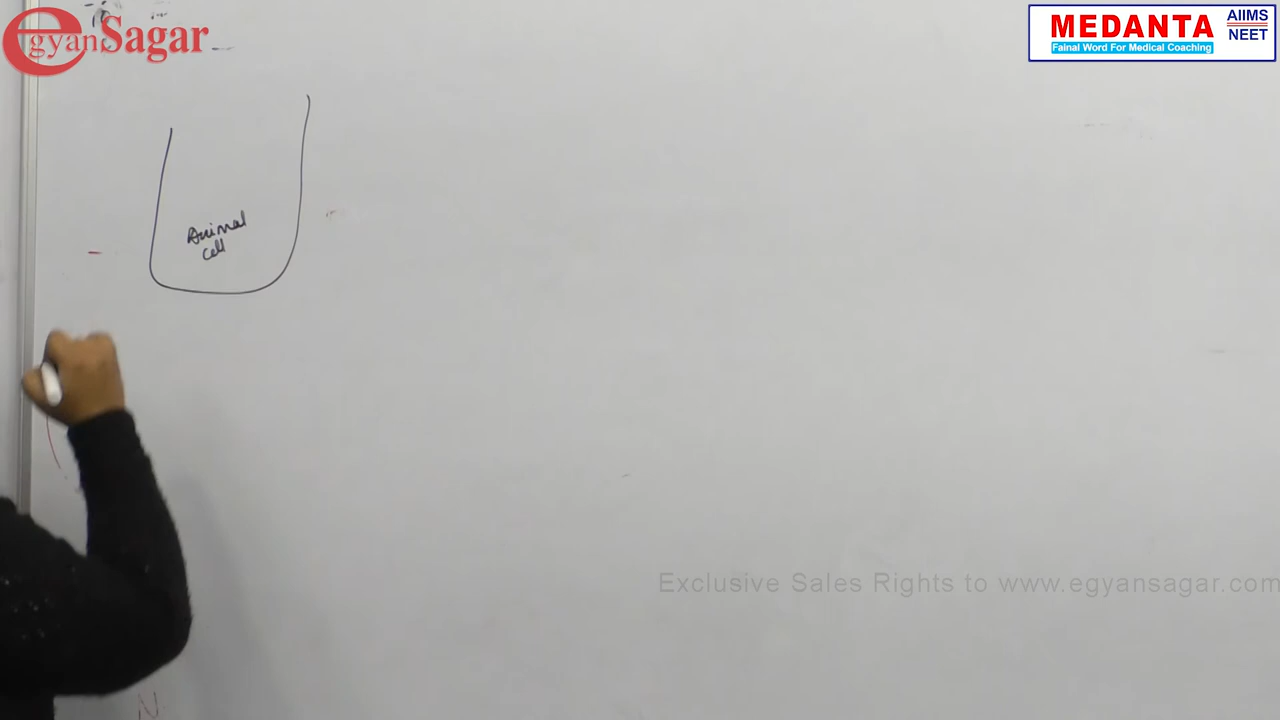 egyanSagar
MEDANTA
Fainal Word For Medical Coaching
AIIMS
NEET
Animal
cell
Exclusive Sales Rights to www.egyansagar.com
N